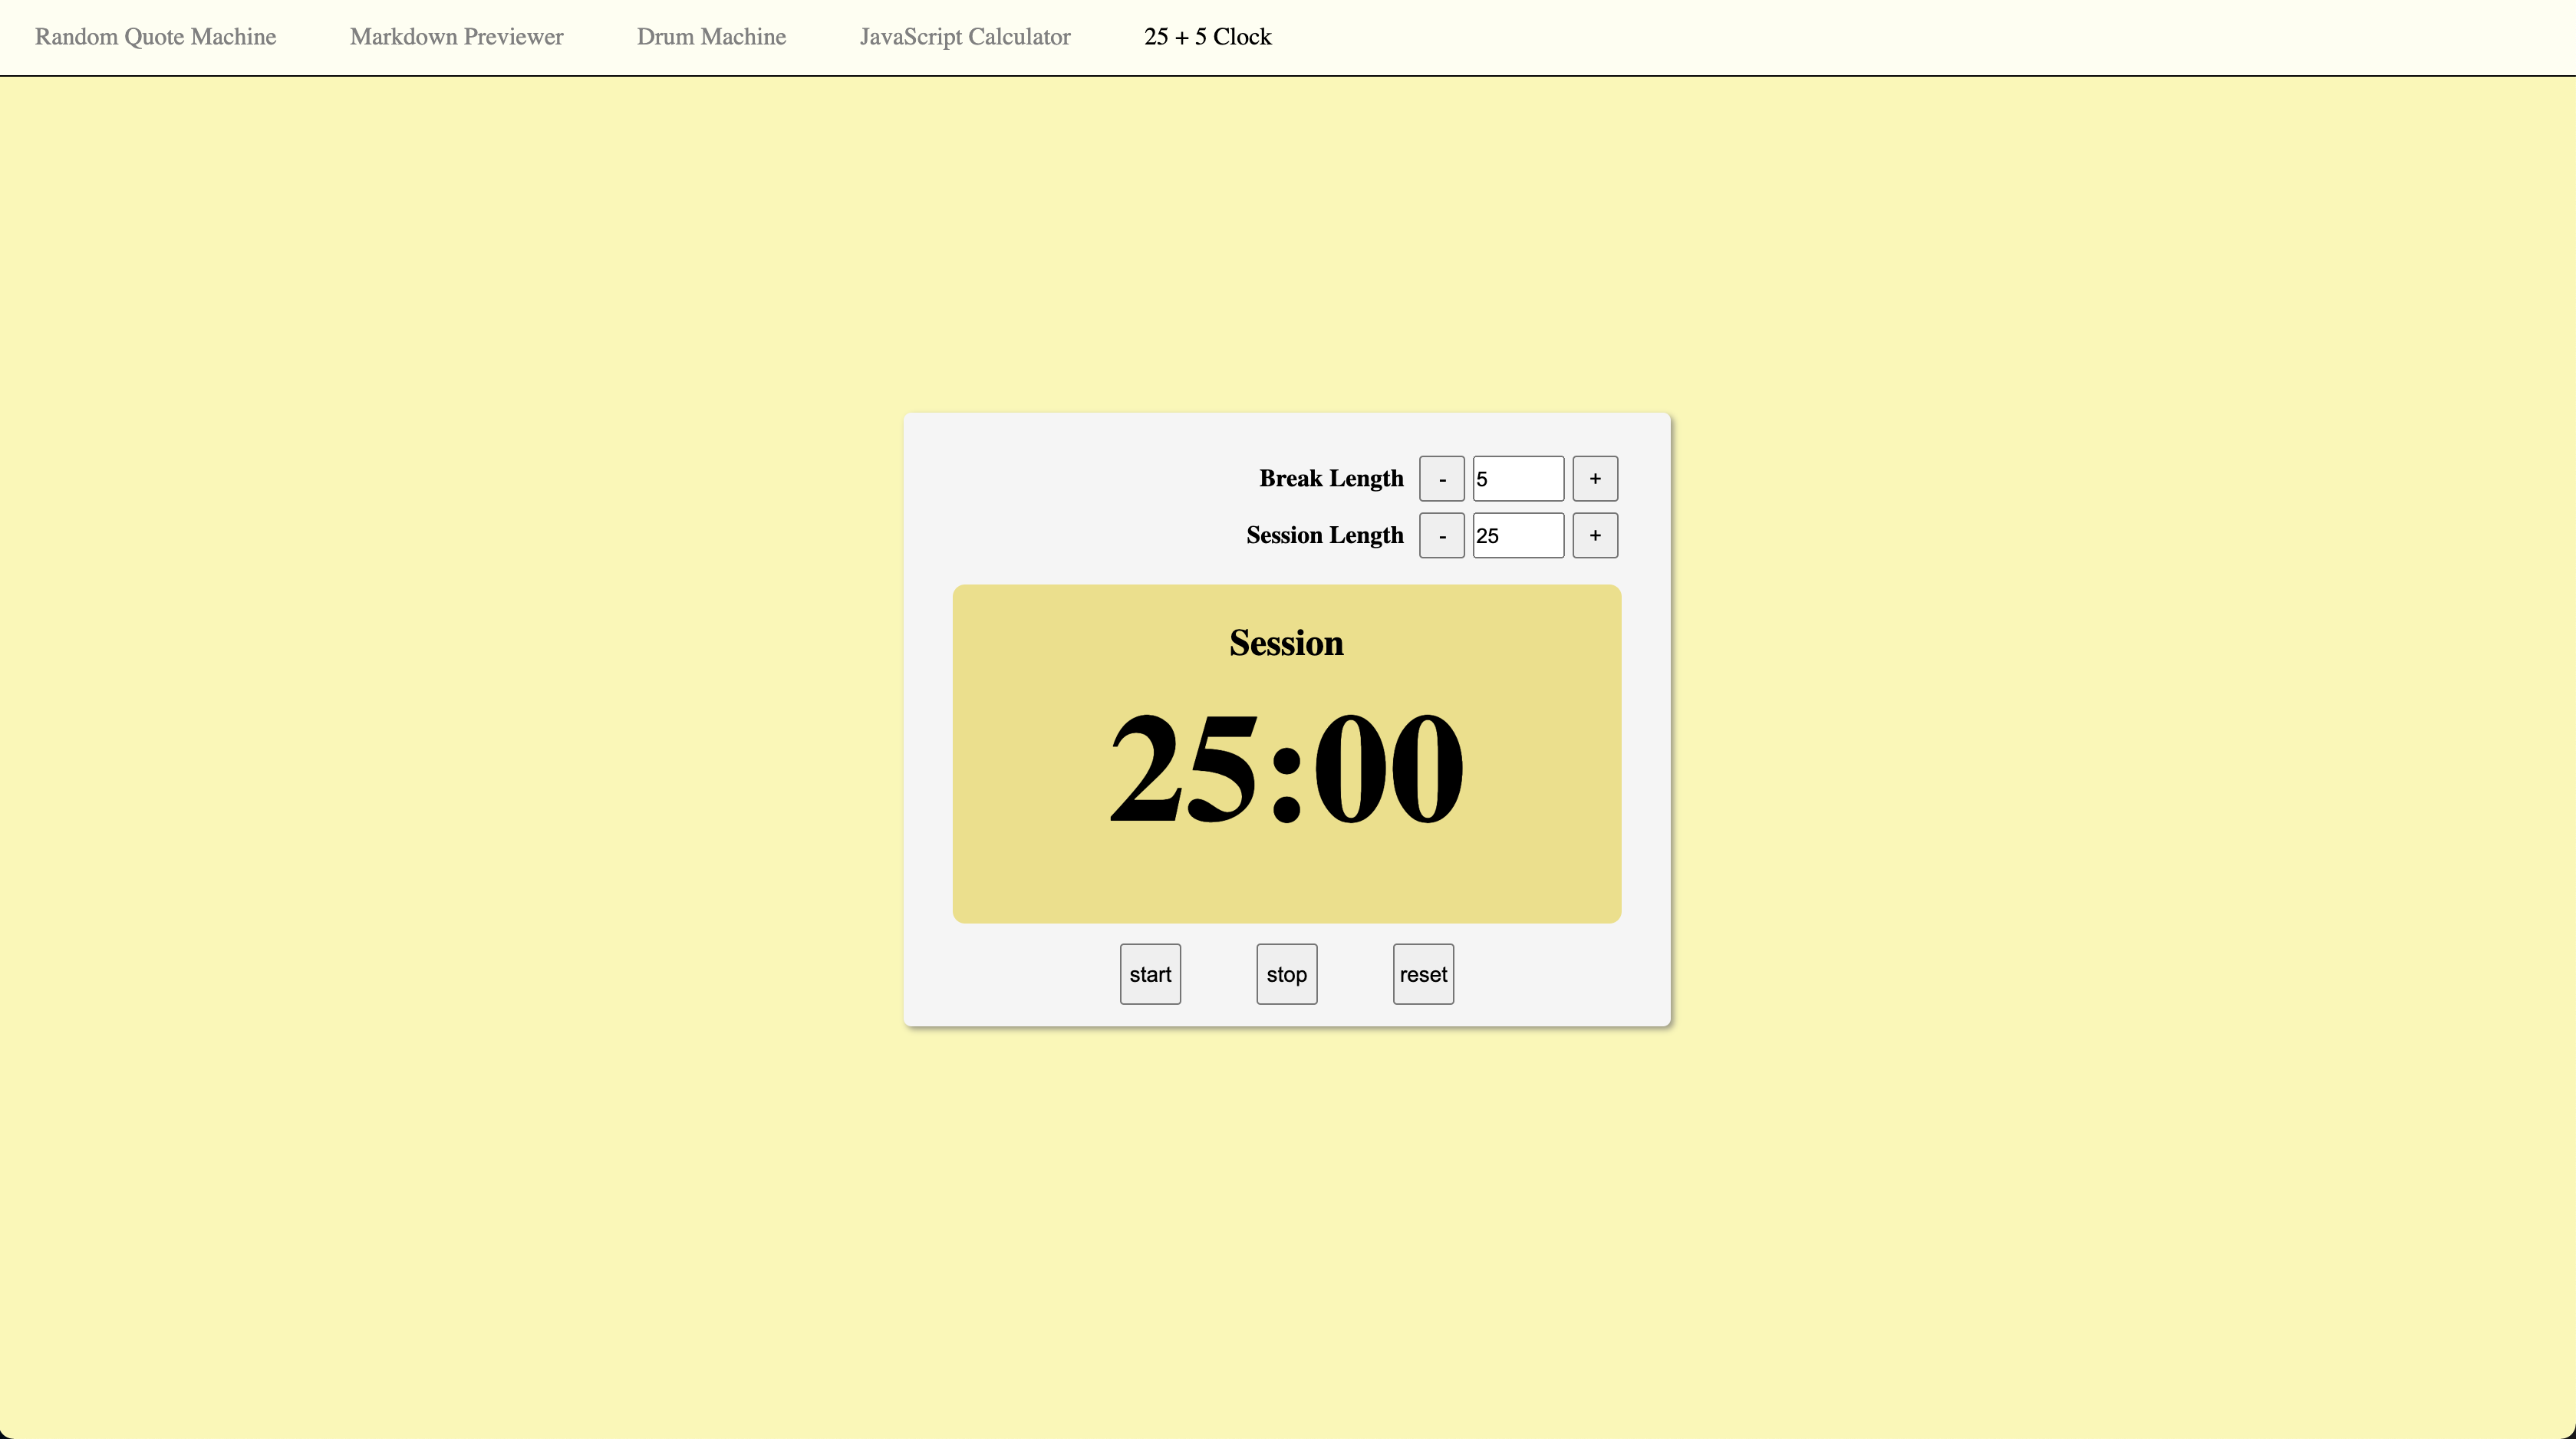 Random Quote Machine Markdown Previewer Drum Machine JavaScript Calculator 25 + 5 Clock
Break Length - 5 +
Session Length - 25 +
Session
25:00
start stop reset